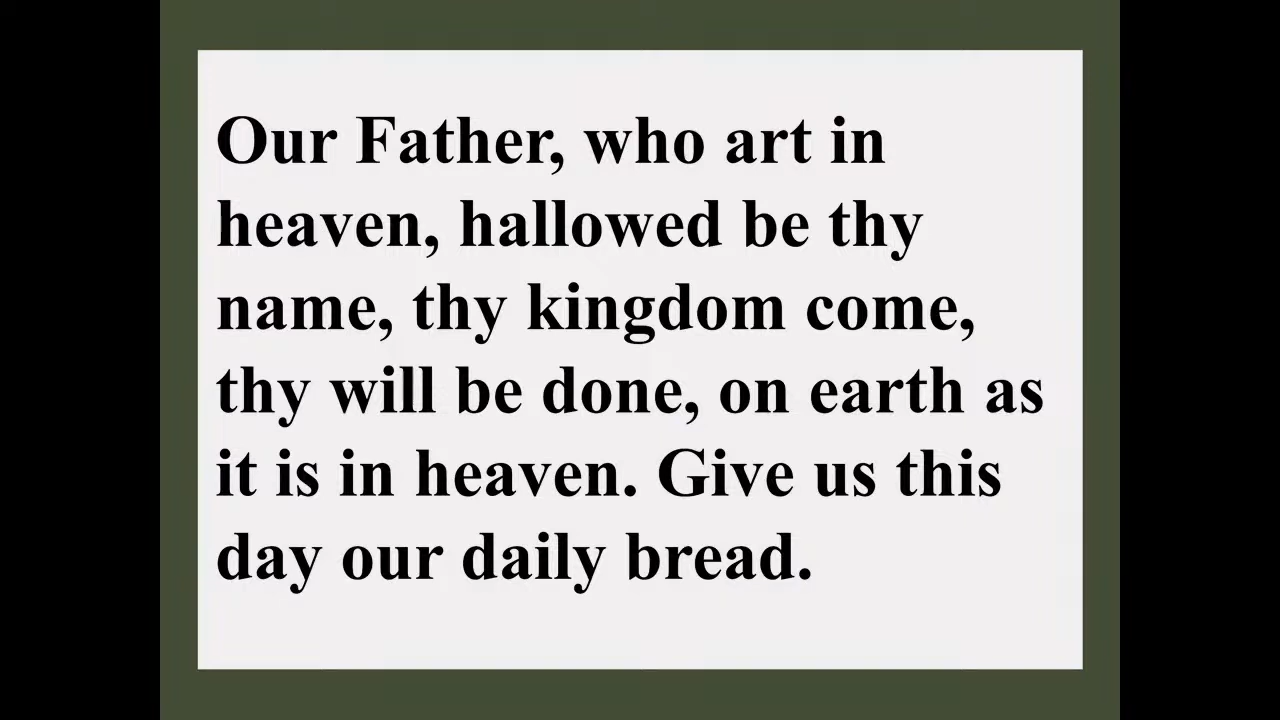 Our Father, who art in
heaven, hallowed be thy
name, thy kingdom come,
thy will be done, on earth as
it is in heaven. Give us this
day our daily bread.